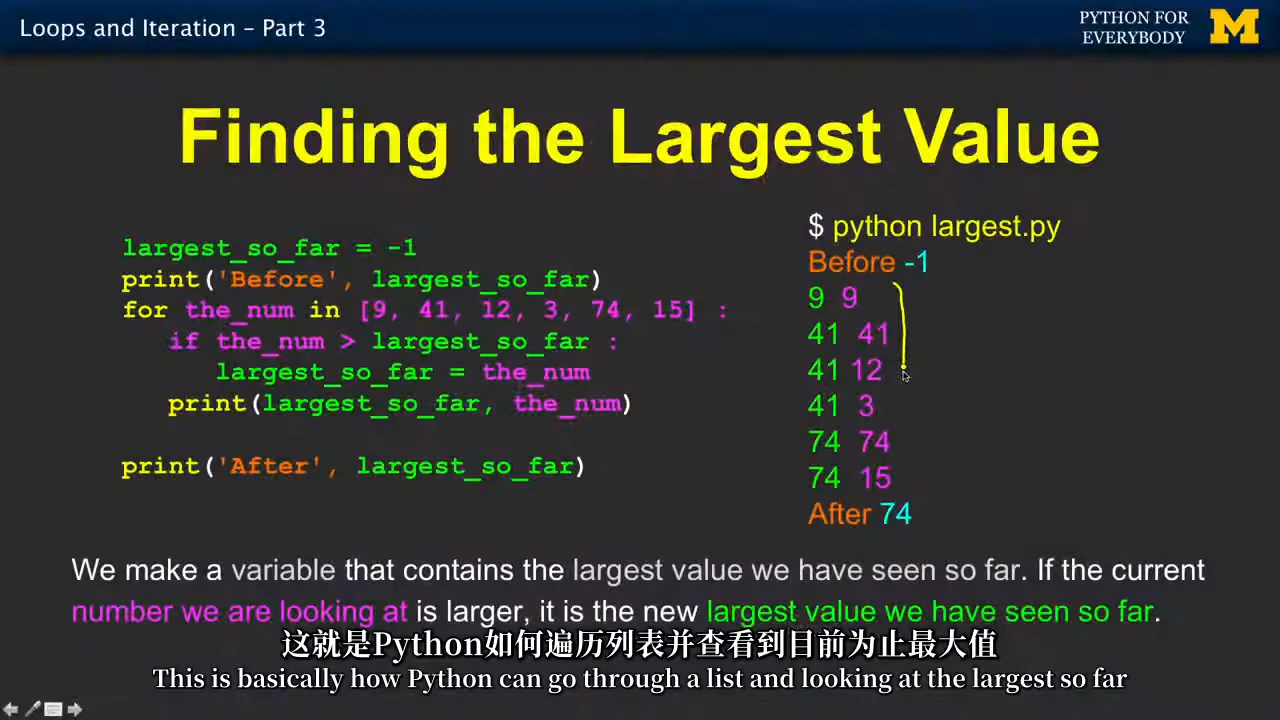 Loops and Iteration – Part 3
PYTHON FOR
EVERYBODY
M
Finding the Largest Value
largest_so_far = -1
print('Before', largest_so_far)
for the_num in [9, 41, 12, 3, 74, 15] :
   if the_num > largest_so_far :
      largest_so_far = the_num
   print(largest_so_far, the_num)
print('After', largest_so_far)
$ python largest.py
Before -1
9 9
41 41
41 12
41 3
74 74
74 15
After 74
We make a variable that contains the largest value we have seen so far. If the current
number we are looking at is larger, it is the new largest value we have seen so far.
这就是Python如何遍历列表并查看到目前为止最大值
This is basically how Python can go through a list and looking at the largest so far